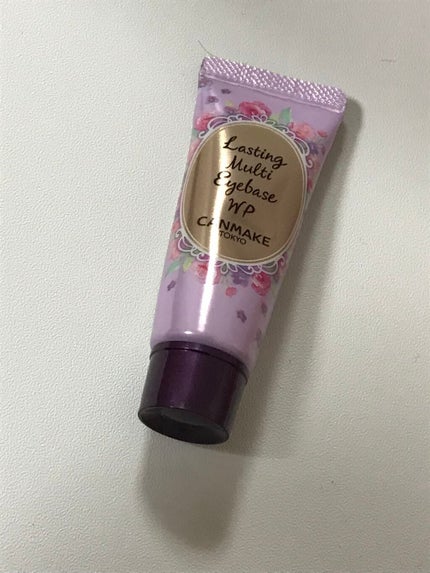 Lasting
Multi
Eyebase
WP
CANMAKE
TOKYO